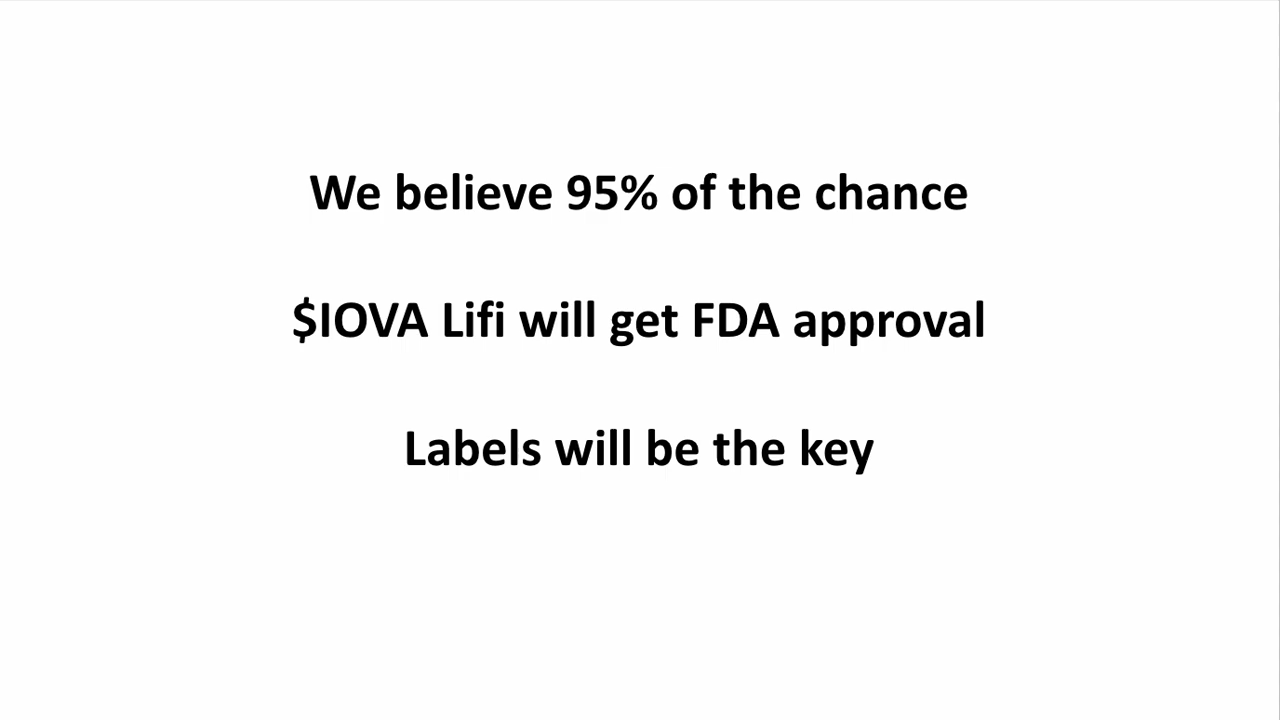 We believe 95% of the chance
$IOVA Lifi will get FDA approval
Labels will be the key